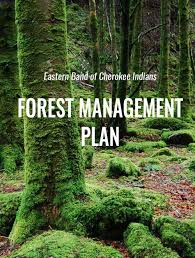 Eastern Band of Cherokee Indians
FOREST MANAGEMENT
PLAN